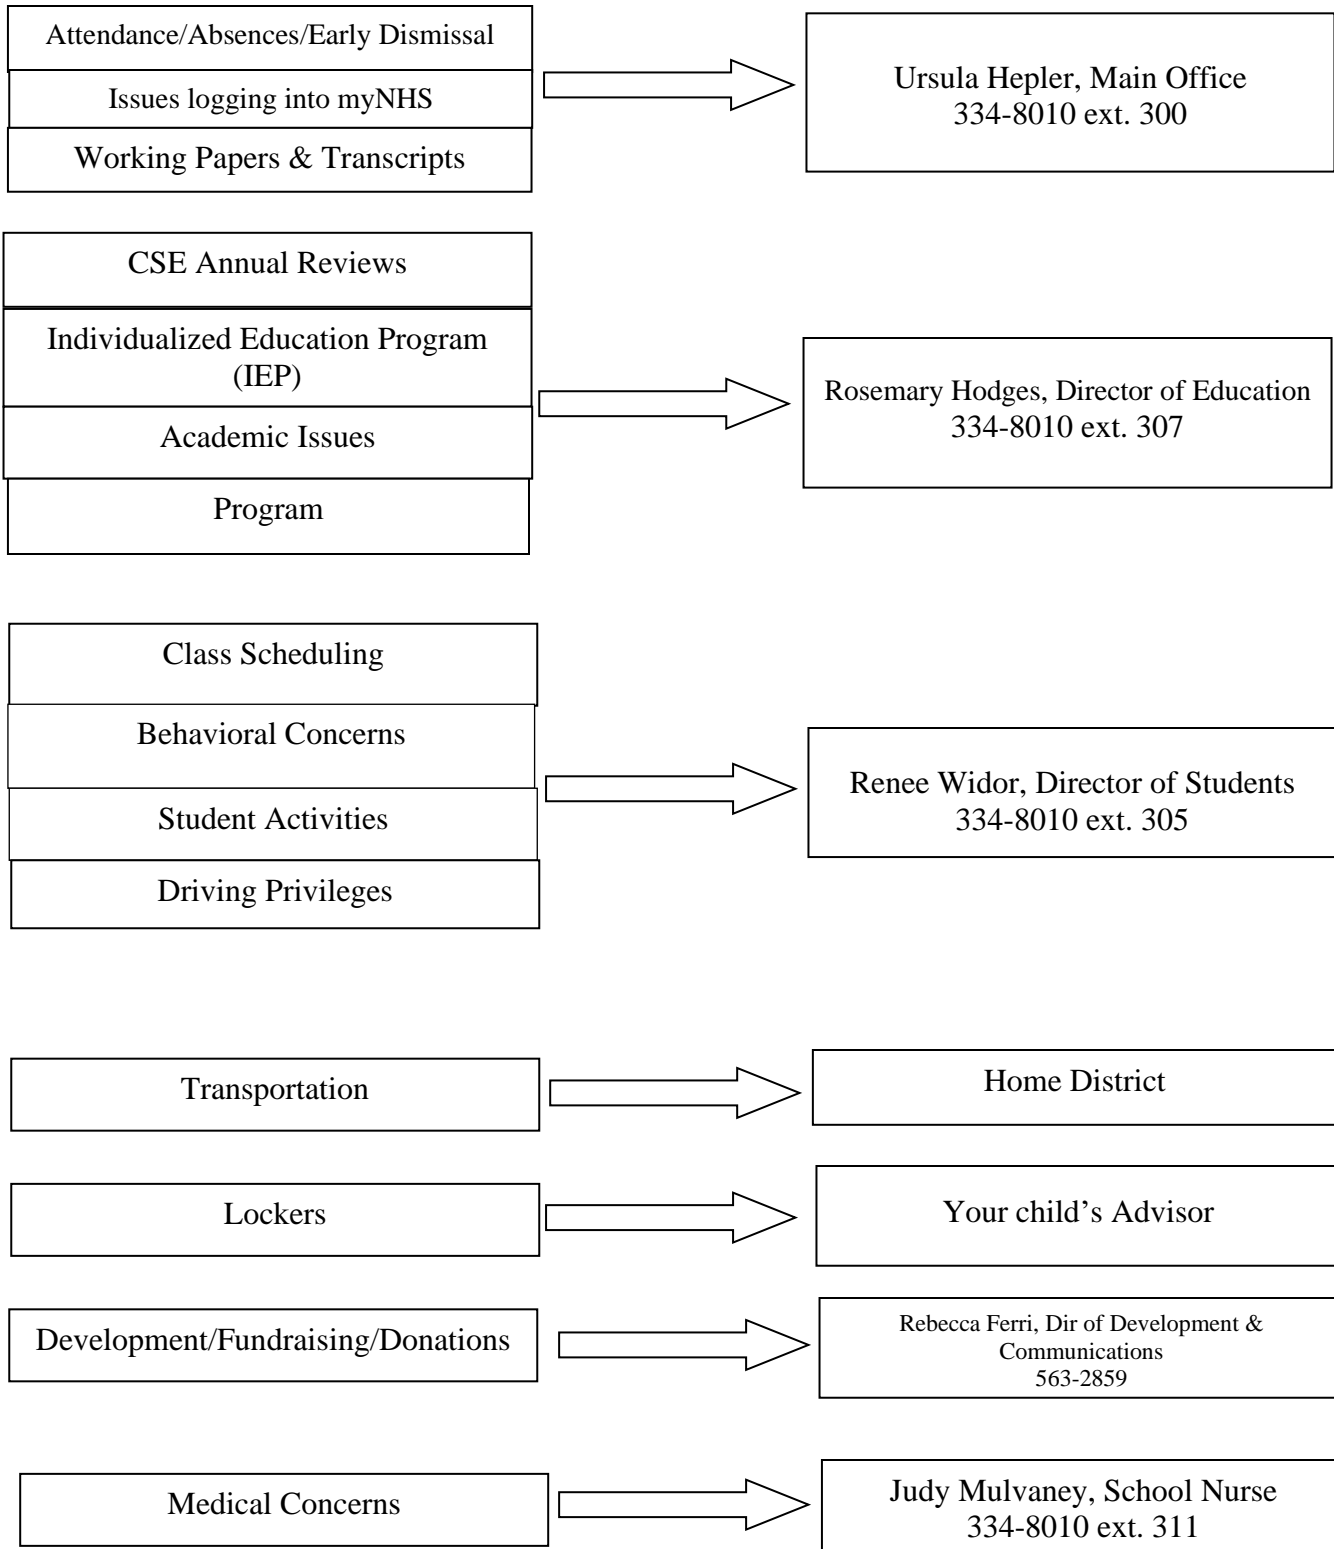 Attendance/Absences/Early Dismissal
Issues logging into myNHS
Working Papers & Transcripts
Ursula Hepler, Main Office
334-8010 ext. 300
CSE Annual Reviews
Individualized Education Program
(IEP)
Academic Issues
Program
Rosemary Hodges, Director of Education
334-8010 ext. 307
Class Scheduling
Behavioral Concerns
Student Activities
Driving Privileges
Renee Widor, Director of Students
334-8010 ext. 305
Transportation
Home District
Lockers
Your child’s Advisor
Development/Fundraising/Donations
Rebecca Ferri, Dir of Development &
Communications
563-2859
Medical Concerns
Judy Mulvaney, School Nurse
334-8010 ext. 311